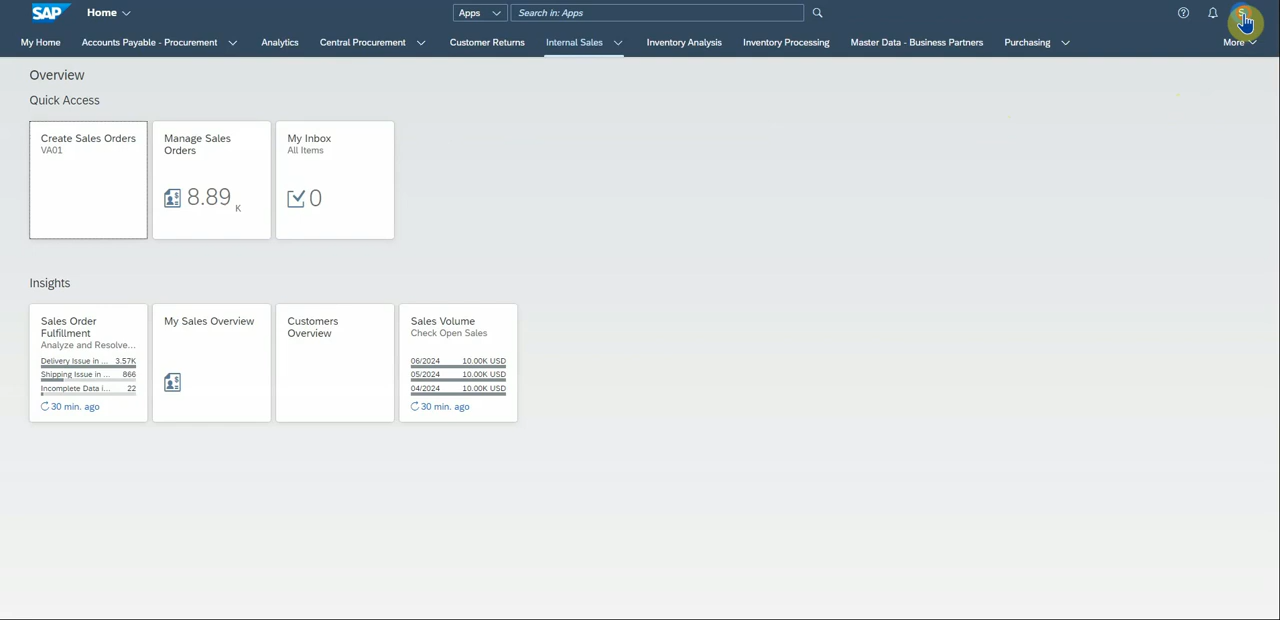 SAP Home Apps Search in: Apps S
My Home Accounts Payable - Procurement Analytics Central Procurement Customer Returns Internal Sales Inventory Analysis Inventory Processing Master Data - Business Partners Purchasing More
Overview
Quick Access
Create Sales Orders
VA01
Manage Sales
Orders
8.89 K
My Inbox
All Items
0
Insights
Sales Order
Fulfillment
Analyze and Resolve...
Delivery Issue in ... 3.57K
Shipping Issue in ... 866
Incomplete Data i... 22
30 min. ago
My Sales Overview
Customers
Overview
Sales Volume
Check Open Sales
06/2024 10.00K USD
05/2024 10.00K USD
04/2024 10.00K USD
30 min. ago